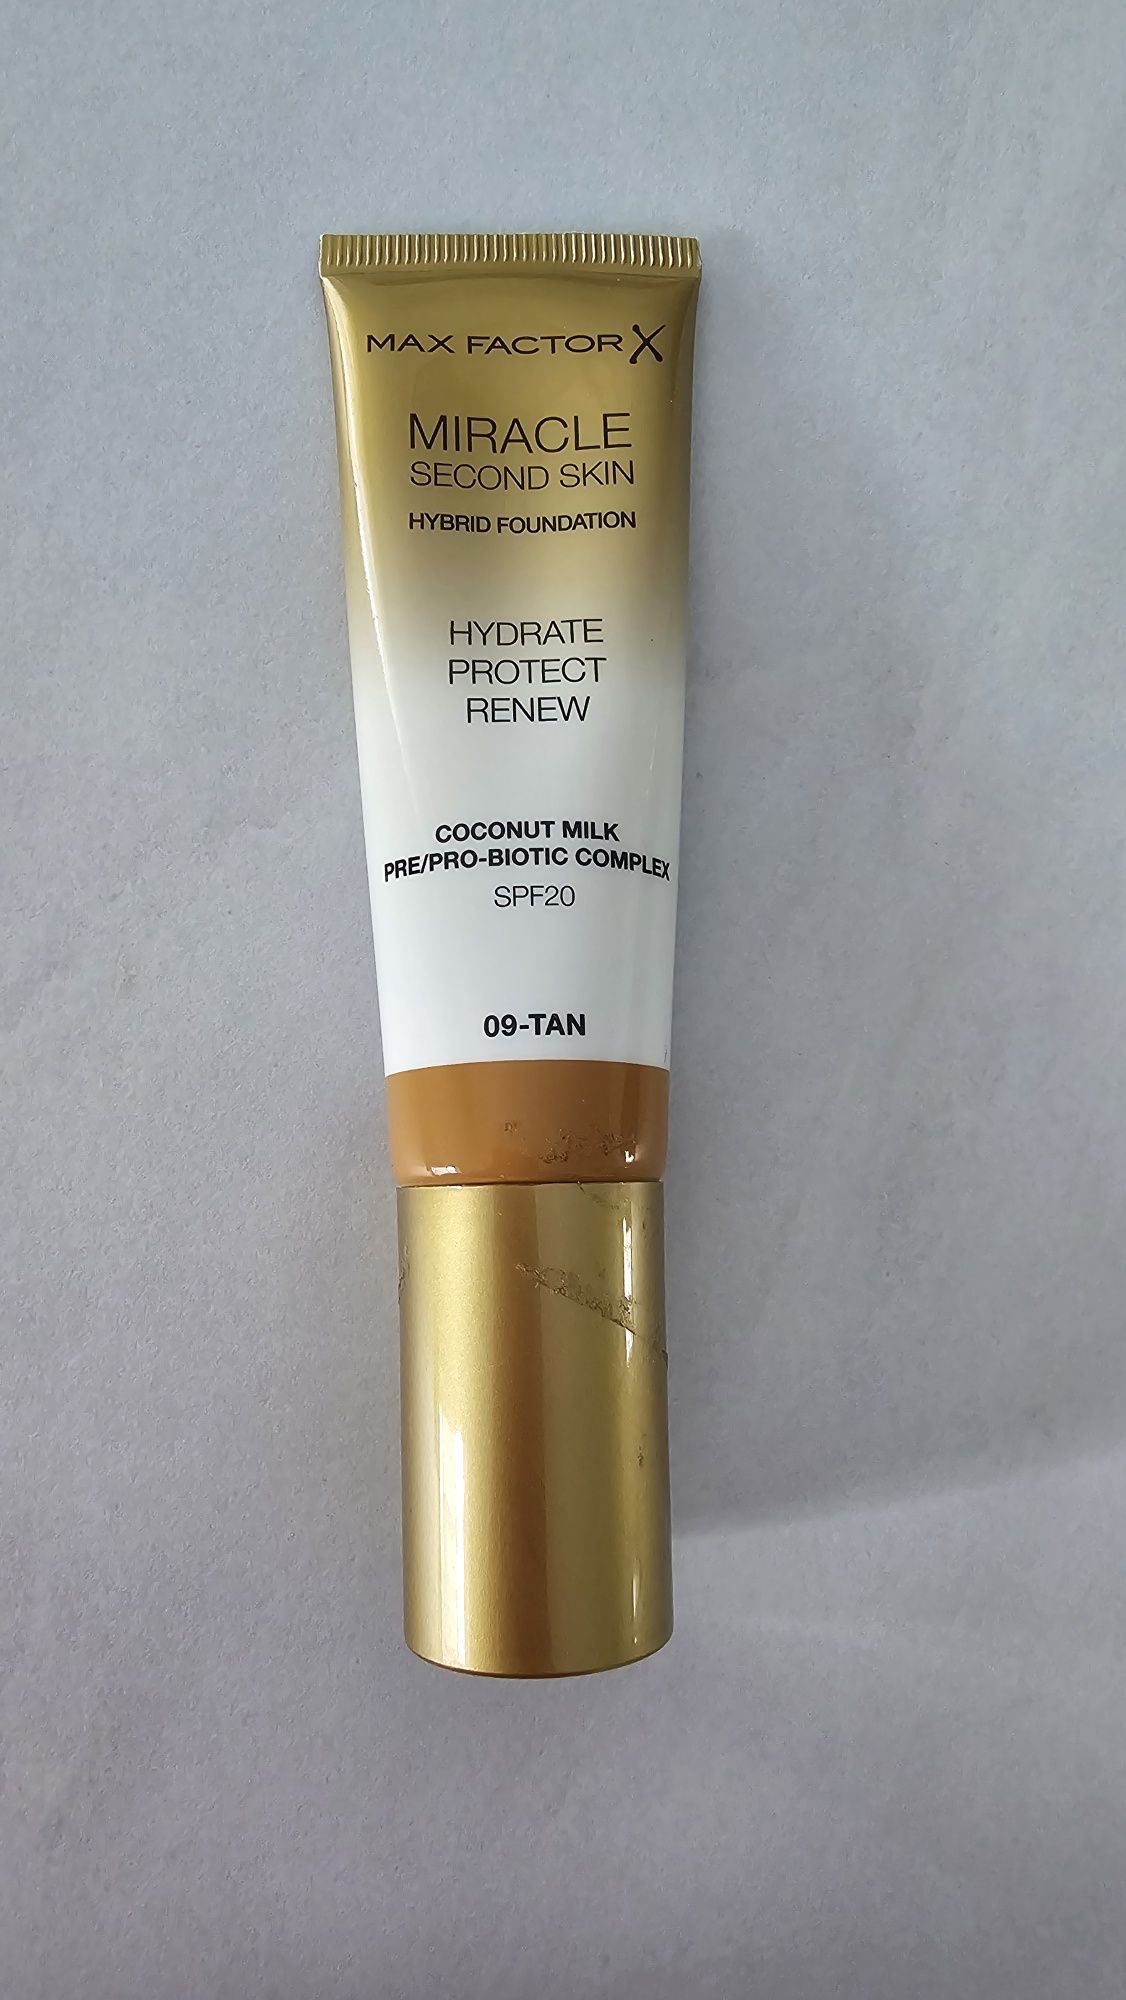 MAX FACTOR X
MIRACLE
SECOND SKIN
HYBRID FOUNDATION
HYDRATE
PROTECT
RENEW
COCONUT MILK
PRE/PRO-BIOTIC COMPLEX
SPF20
09-TAN